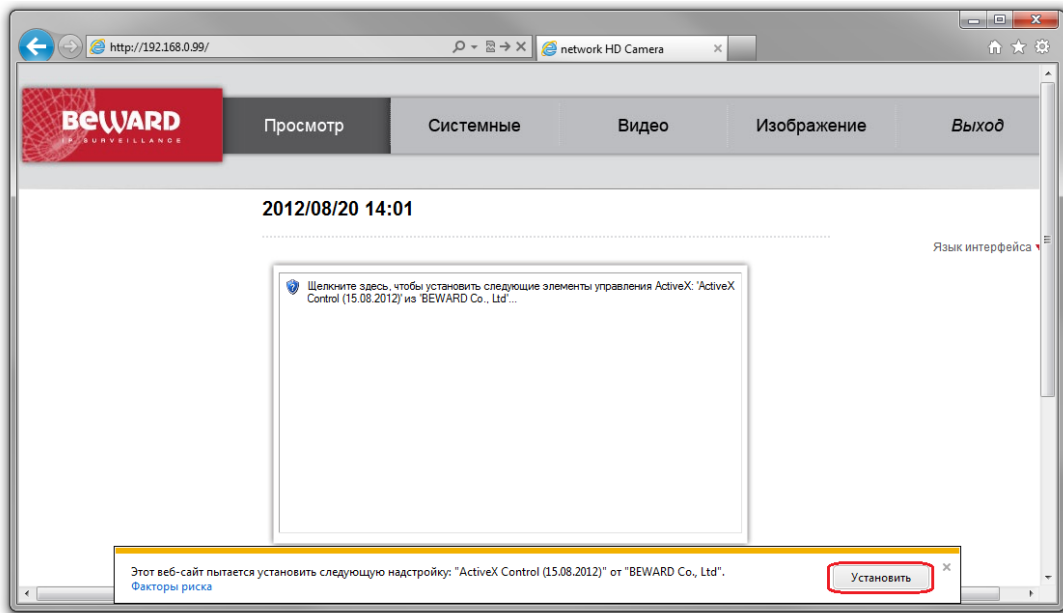 http://192.168.0.99/
network HD Camera
BEWARD
IP SURVEILLANCE
Просмотр
Системные
Видео
Изображение
Выход
2012/08/20 14:01
Язык интерфейса
Щелкните здесь, чтобы установить следующие элементы управления ActiveX: 'ActiveX
Control (15.08.2012)' из 'BEWARD Co., Ltd'...
Этот веб-сайт пытается установить следующую надстройку: "ActiveX Control (15.08.2012)" от "BEWARD Co., Ltd".
Факторы риска
Установить